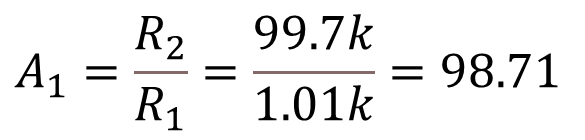 A₁ = R₂/R₁ = 99.7k/1.01k = 98.71